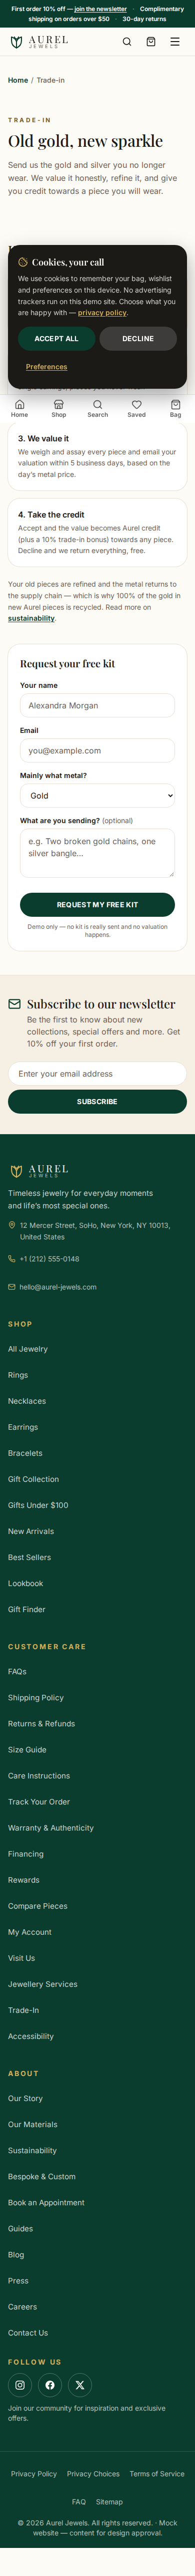 First order 10% off — join the newsletter · Complimentary
shipping on orders over $50 · 30-day returns
AUREL
JEWELS
Home / Trade-in
TRADE-IN
Old gold, new sparkle
Send us the gold and silver you no longer
wear. We value it fairly, refine it entirely, and
give you credit towards a piece you will wear.
Cookies, your call
We use cookies to remember your bag, wishlist
and preferences on this device. No advertising
trackers run on this demo site. Choose what you
are happy with — privacy policy.
ACCEPT ALL
DECLINE
Preferences
Home
Shop
Search
Saved
Bag
3. We value it
We weigh and assay every piece and email your
valuation within 5 business days, based on the
day's metal price.
4. Take the credit
Accept and the value becomes Aurel credit
(plus a 10% trade-in bonus) towards any piece.
Decline and we return everything, free.
Your old pieces are refined and the metal returns to
the supply chain — which is why 100% of the gold in
new Aurel pieces is recycled. Read more on
sustainability.
Request your free kit
Your name
Alexandra Morgan
Email
you@example.com
Mainly what metal?
Gold
What are you sending? (optional)
e.g. Two broken gold chains, one
silver bangle...
REQUEST MY FREE KIT
Demo only — no kit is really sent and no valuation
happens.
Subscribe to our newsletter
Be the first to know about new
collections, special offers and more. Get
10% off your first order.
Enter your email address
SUBSCRIBE
AUREL
JEWELS
Timeless jewelry for everyday moments
and life's most special ones.
12 Mercer Street, SoHo, New York, NY 10013,
United States
+1 (212) 555-0148
hello@aurel-jewels.com
SHOP
All Jewelry
Rings
Necklaces
Earrings
Bracelets
Gift Collection
Gifts Under $100
New Arrivals
Best Sellers
Lookbook
Gift Finder
CUSTOMER CARE
FAQs
Shipping Policy
Returns & Refunds
Size Guide
Care Instructions
Track Your Order
Warranty & Authenticity
Financing
Rewards
Compare Pieces
My Account
Visit Us
Jewellery Services
Trade-In
Accessibility
ABOUT
Our Story
Our Materials
Sustainability
Bespoke & Custom
Book an Appointment
Guides
Blog
Press
Careers
Contact Us
FOLLOW US
Join our community for inspiration and exclusive
offers.
Privacy Policy
Privacy Choices
Terms of Service
FAQ
Sitemap
© 2026 Aurel Jewels. All rights reserved. · Mock
website — content for design approval.